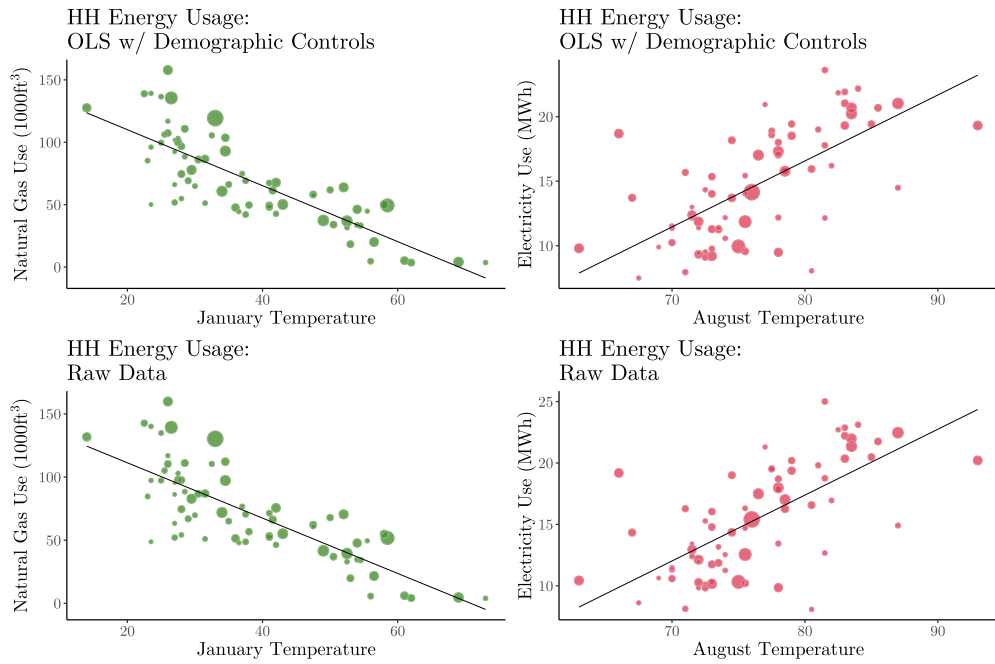 HH Energy Usage:
OLS w/ Demographic Controls
Natural Gas Use (1000ft³)
150
100
50
0
20
40
60
January Temperature
HH Energy Usage:
OLS w/ Demographic Controls
Electricity Use (MWh)
20
15
10
70
80
90
August Temperature
HH Energy Usage:
Raw Data
Natural Gas Use (1000ft³)
150
100
50
0
20
40
60
January Temperature
HH Energy Usage:
Raw Data
Electricity Use (MWh)
25
20
15
10
70
80
90
August Temperature